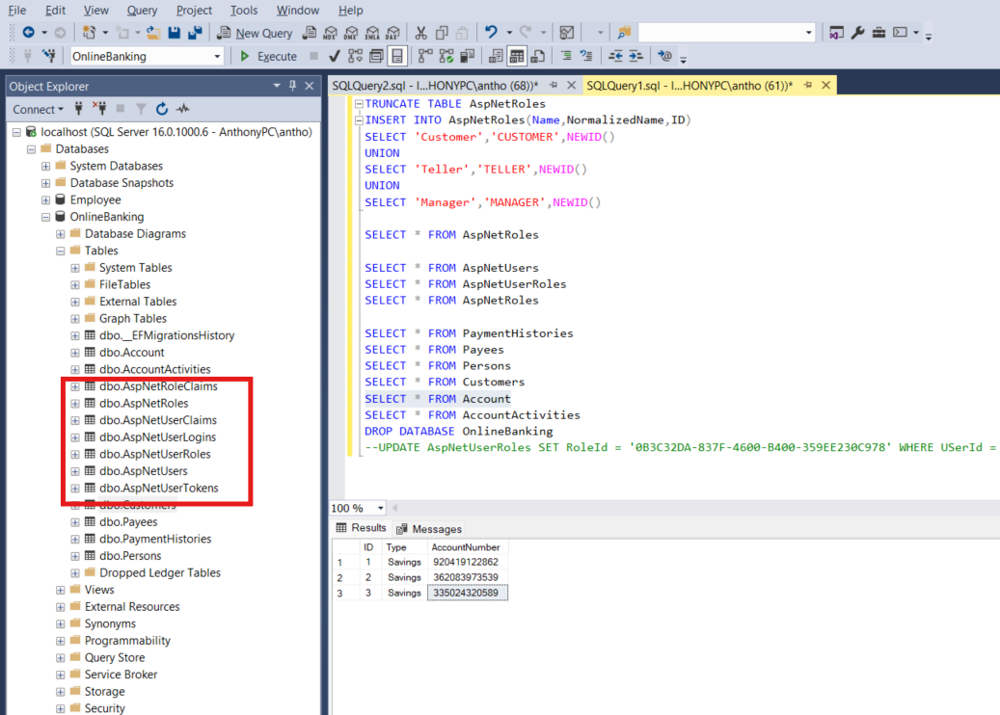 File Edit View Query Project Tools Window Help
New Query MDX DMX XMLA DAX
OnlineBanking Execute
Object Explorer
Connect
localhost (SQL Server 16.0.1000.6 - AnthonyPC\antho)
Databases
System Databases
Database Snapshots
Employee
OnlineBanking
Database Diagrams
Tables
System Tables
FileTables
External Tables
Graph Tables
dbo.__EFMigrationsHistory
dbo.Account
dbo.AccountActivities
dbo.AspNetRoleClaims
dbo.AspNetRoles
dbo.AspNetUserClaims
dbo.AspNetUserLogins
dbo.AspNetUserRoles
dbo.AspNetUsers
dbo.AspNetUserTokens
dbo.Customers
dbo.Payees
dbo.PaymentHistories
dbo.Persons
Dropped Ledger Tables
Views
External Resources
Synonyms
Programmability
Query Store
Service Broker
Storage
Security
SQLQuery2.sql - l...HONYPC\antho (68))* SQLQuery1.sql - l...HONYPC\antho (61))*
TRUNCATE TABLE AspNetRoles
INSERT INTO AspNetRoles(Name,NormalizedName,ID)
SELECT 'Customer','CUSTOMER',NEWID()
UNION
SELECT 'Teller','TELLER',NEWID()
UNION
SELECT 'Manager','MANAGER',NEWID()
SELECT * FROM AspNetRoles
SELECT * FROM AspNetUsers
SELECT * FROM AspNetUserRoles
SELECT * FROM AspNetRoles
SELECT * FROM PaymentHistories
SELECT * FROM Payees
SELECT * FROM Persons
SELECT * FROM Customers
SELECT * FROM Account
SELECT * FROM AccountActivities
DROP DATABASE OnlineBanking
--UPDATE AspNetUserRoles SET RoleId = '0B3C32DA-837F-4600-B400-359EE230C978' WHERE USerId =
100 %
Results Messages
ID Type AccountNumber
1 1 Savings 920419122862
2 2 Savings 362083973539
3 3 Savings 335024320589